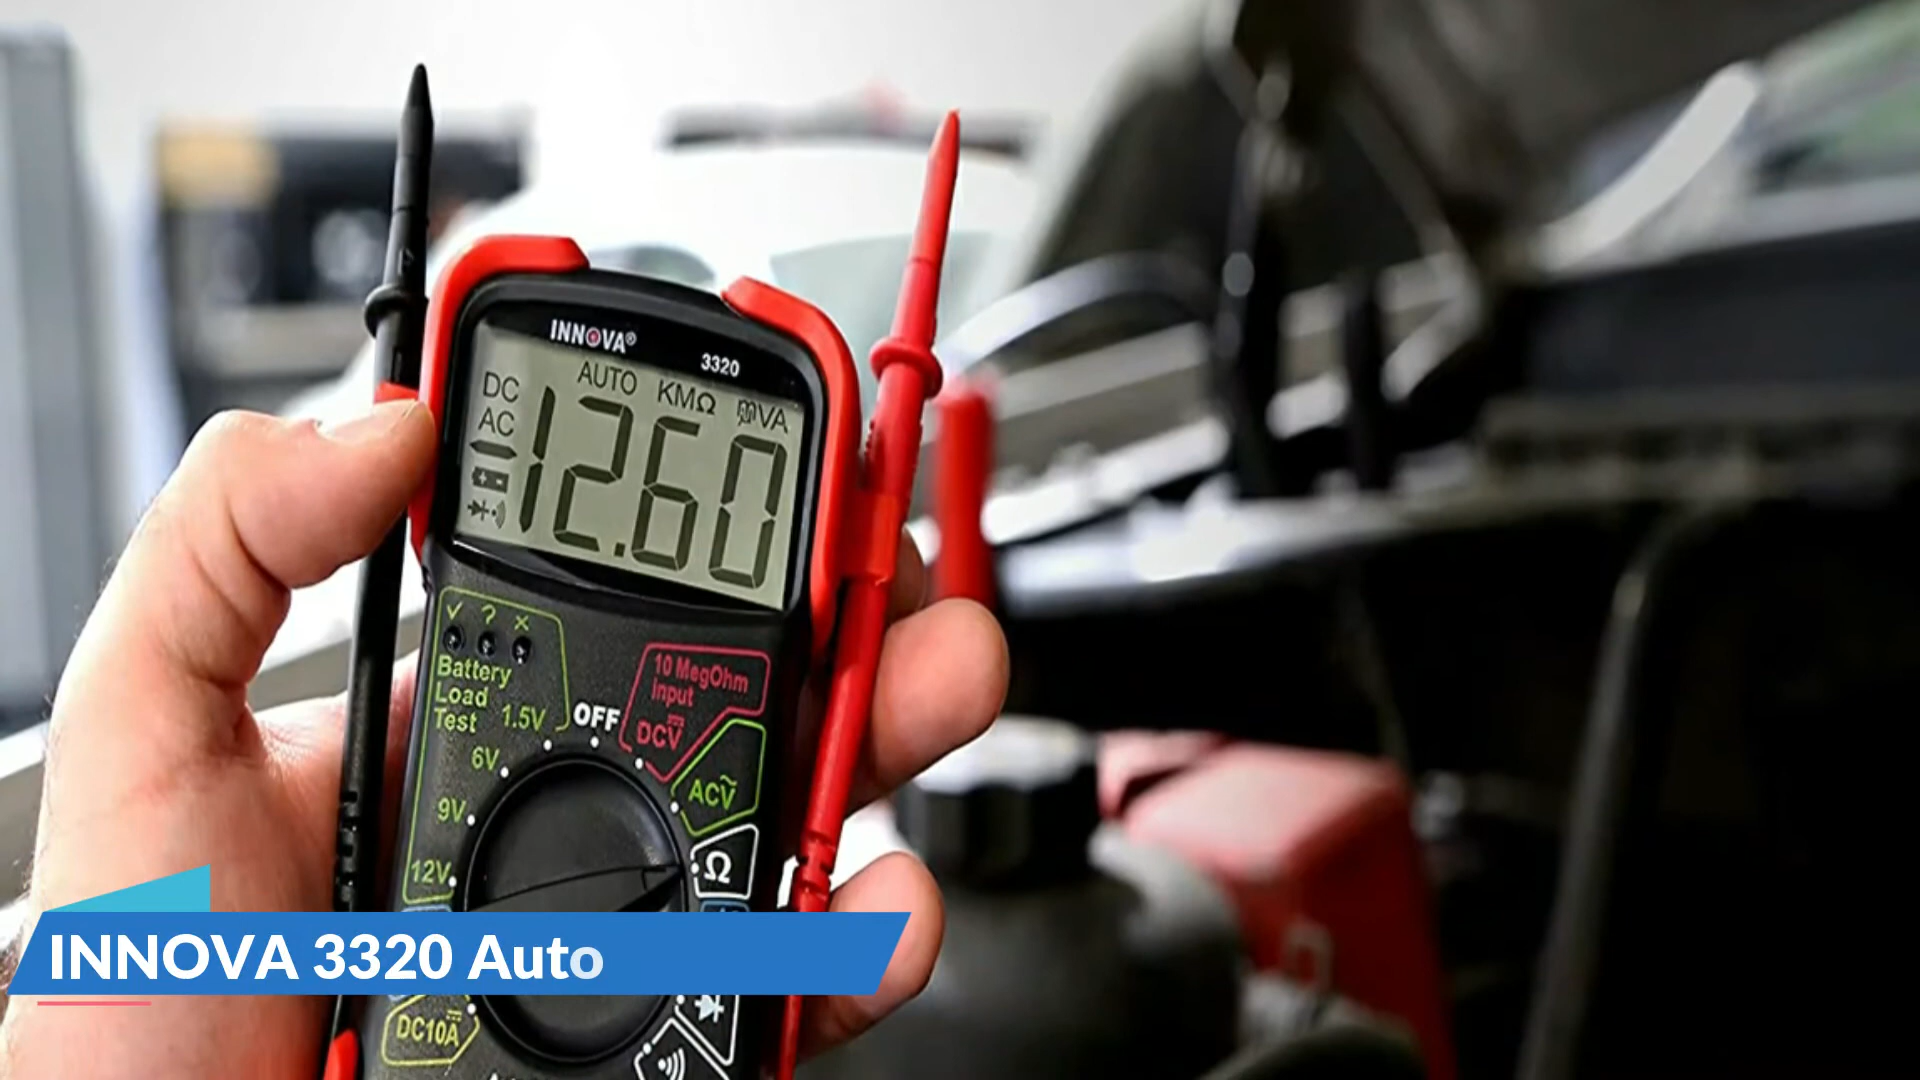 INNOVA®
3320
AUTO KMΩ mVA
DC
AC
12.60
✓ ? X
Battery
Load
Test
1.5V
OFF
10 MegOhm
Input
DCV
6V
ACV
9V
Ω
12V
INNOVA 3320 Auto
DC10A